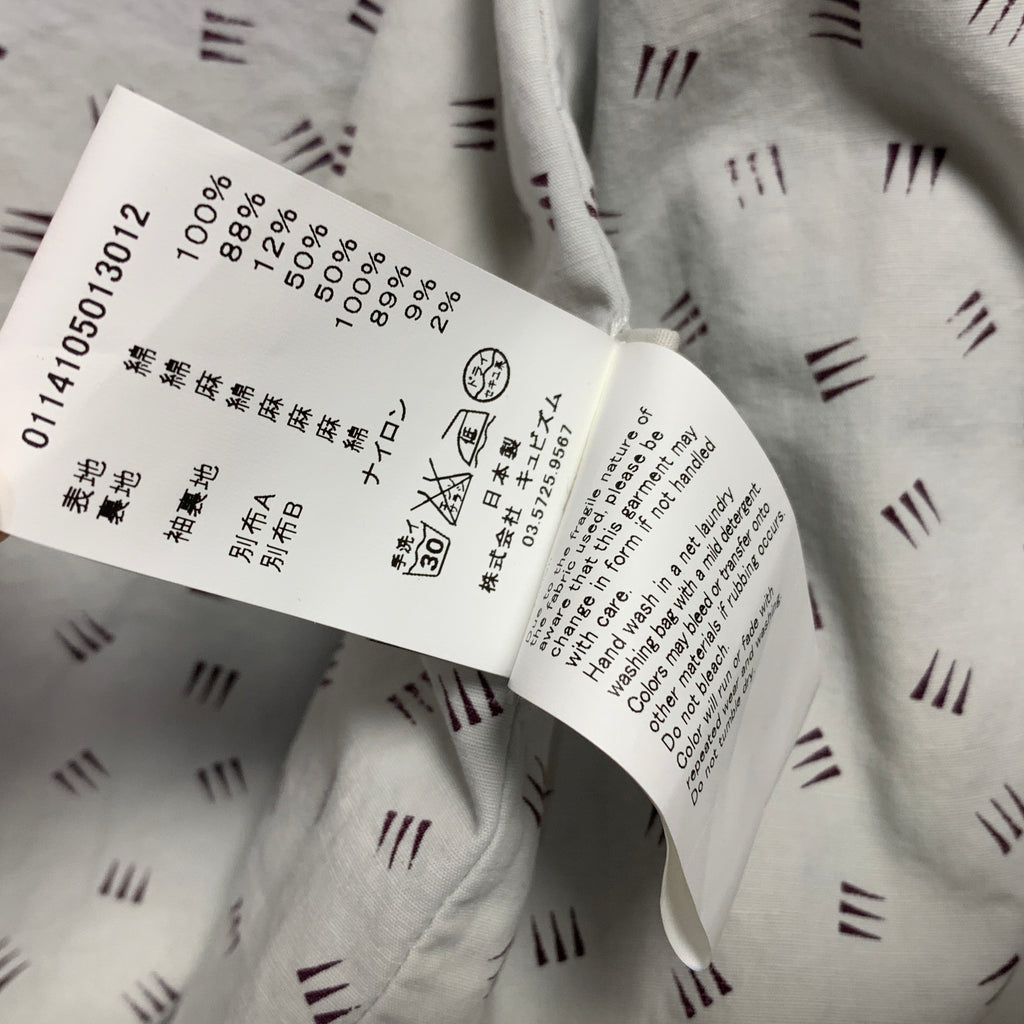 0114105013012
表地 綿 100%
裏地 綿 88%
麻 12%
袖裏地 綿 50%
麻 50%
別布A 麻 100%
別布B 麻 89%
綿 9%
ナイロン 2%
手洗イ
30
低
ドライ
セキユ系
日本製
株式会社 キュビズム
03.5725.9567
Due to the fragile nature of
the fabric used, please be
aware that this garment may
change in form if not handled
with care.
Hand wash in a net laundry
washing bag with a mild detergent.
Colors may bleed or transfer onto
other materials if rubbing occurs.
Do not bleach.
Color will run or fade with
repeated wear and washing.
Do not tumble dry.